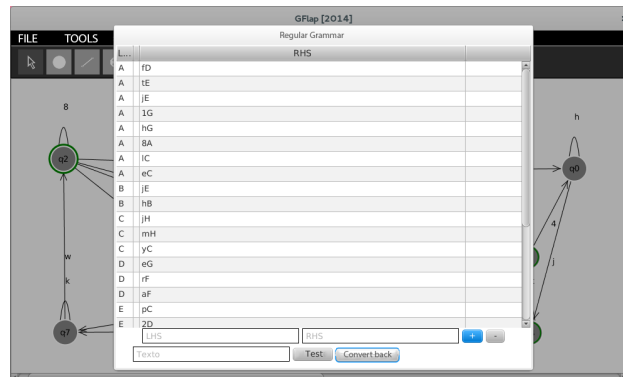 GFlap [2014]
FILE TOOLS
Regular Grammar
L... RHS
A fD
A tE
A jE
A 1G
A hG
A 8A
A IC
A eC
B jE
B hB
C jH
C mH
C yC
D eG
D rF
D aF
E pC
E 2D
LHS RHS + -
Texto Test Convert back
8
q2
w
k
q7
h
q0
4
j